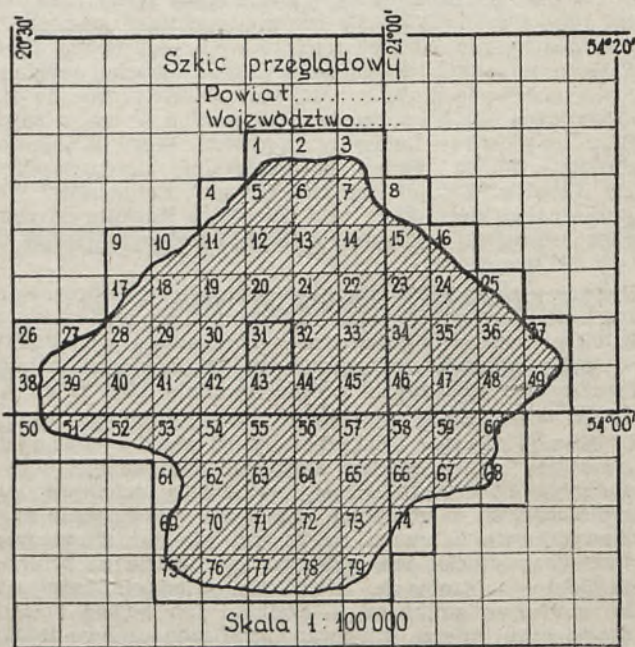 20°30'
21°00'
54°20'
Szkic przeglądowy
Powiat..............
Województwo......
1 2 3
4 5 6 7 8
9 10 11 12 13 14 15 16
17 18 19 20 21 22 23 24 25
26 27 28 29 30 31 32 33 34 35 36 37
38 39 40 41 42 43 44 45 46 47 48 49
54°00'
50 51 52 53 54 55 56 57 58 59 60
61 62 63 64 65 66 67 68
69 70 71 72 73 74
75 76 77 78 79
Skala 1:100 000